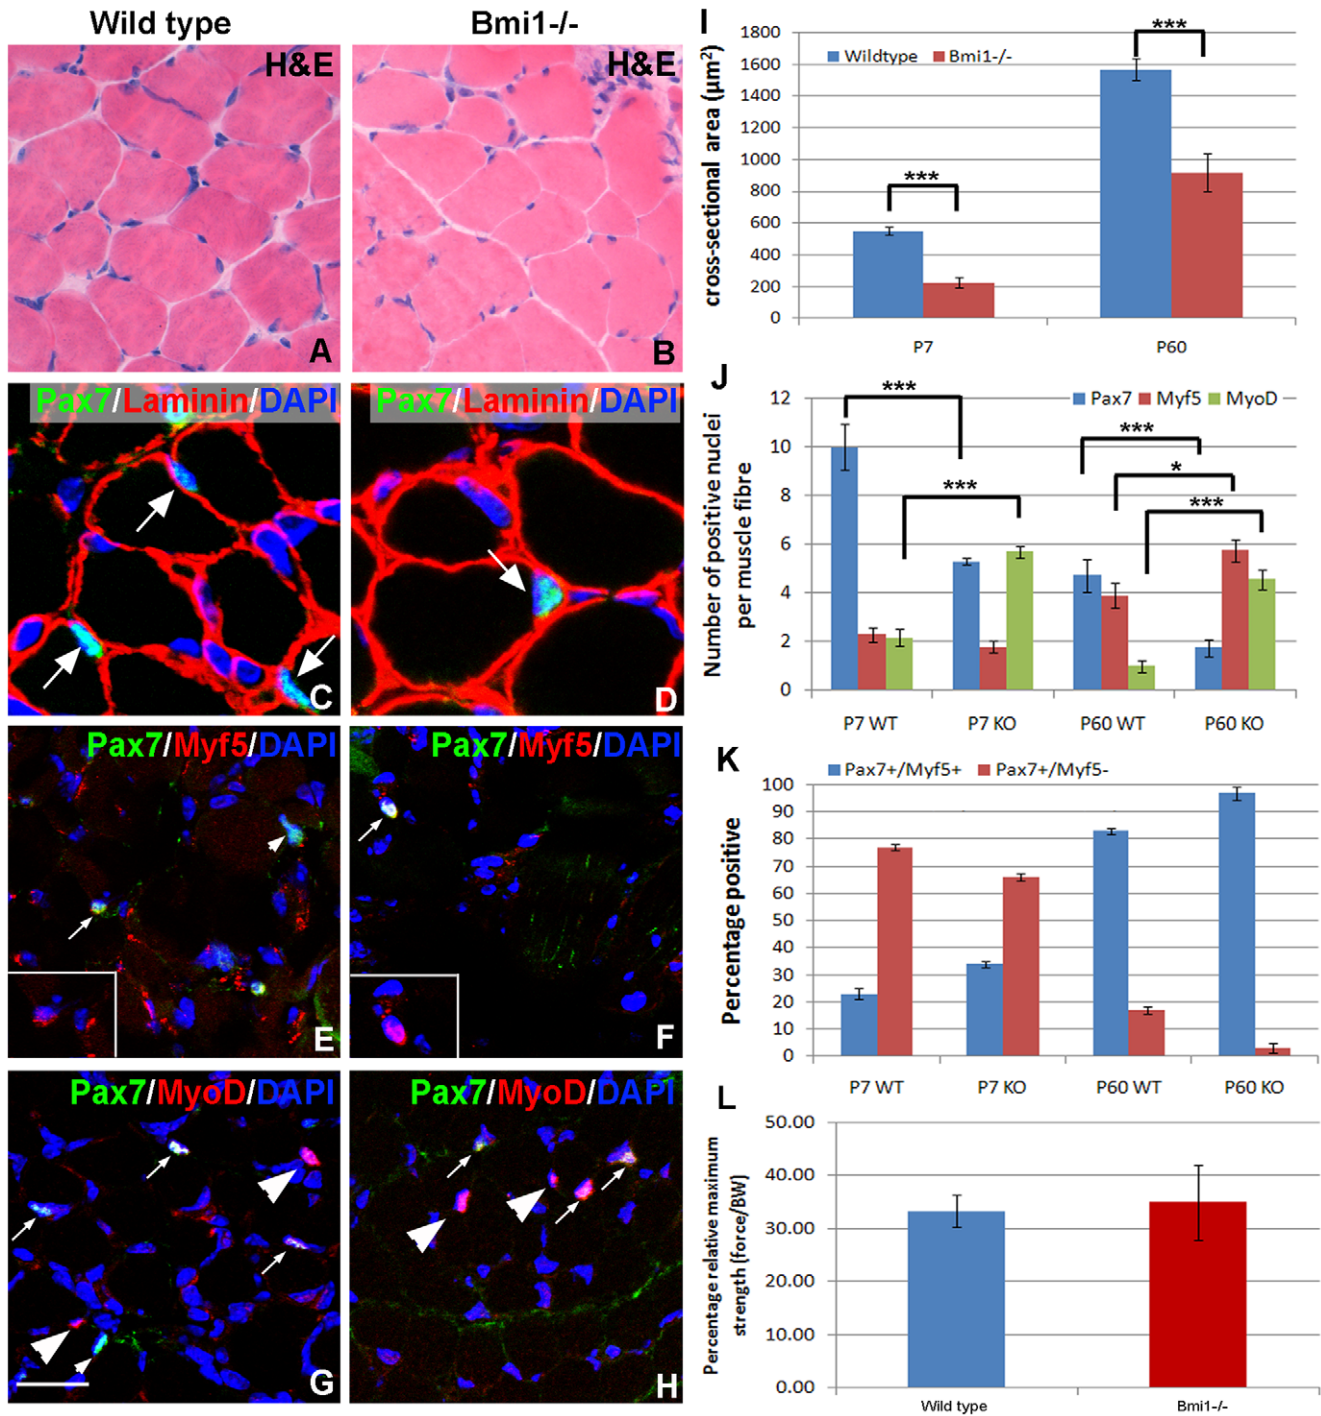 Wild type
Bmi1-/-
H&E
A
H&E
B
Pax7/Laminin/DAPI
C
Pax7/Laminin/DAPI
D
Pax7/Myf5/DAPI
E
Pax7/Myf5/DAPI
F
Pax7/MyoD/DAPI
G
Pax7/MyoD/DAPI
H
I
cross-sectional area (µm²)
1800
1600
1400
1200
1000
800
600
400
200
0
Wildtype Bmi1-/-
***
***
P7 P60
J
Number of positive nuclei
per muscle fibre
12
10
8
6
4
2
0
Pax7 Myf5 MyoD
***
***
***
*
***
P7 WT P7 KO P60 WT P60 KO
K
Percentage positive
Pax7+/Myf5+ Pax7+/Myf5-
100
90
80
70
60
50
40
30
20
10
0
P7 WT P7 KO P60 WT P60 KO
L
Percentage relative maximum
strength (force/BW)
50.00
40.00
30.00
20.00
10.00
0.00
Wild type Bmi1-/-